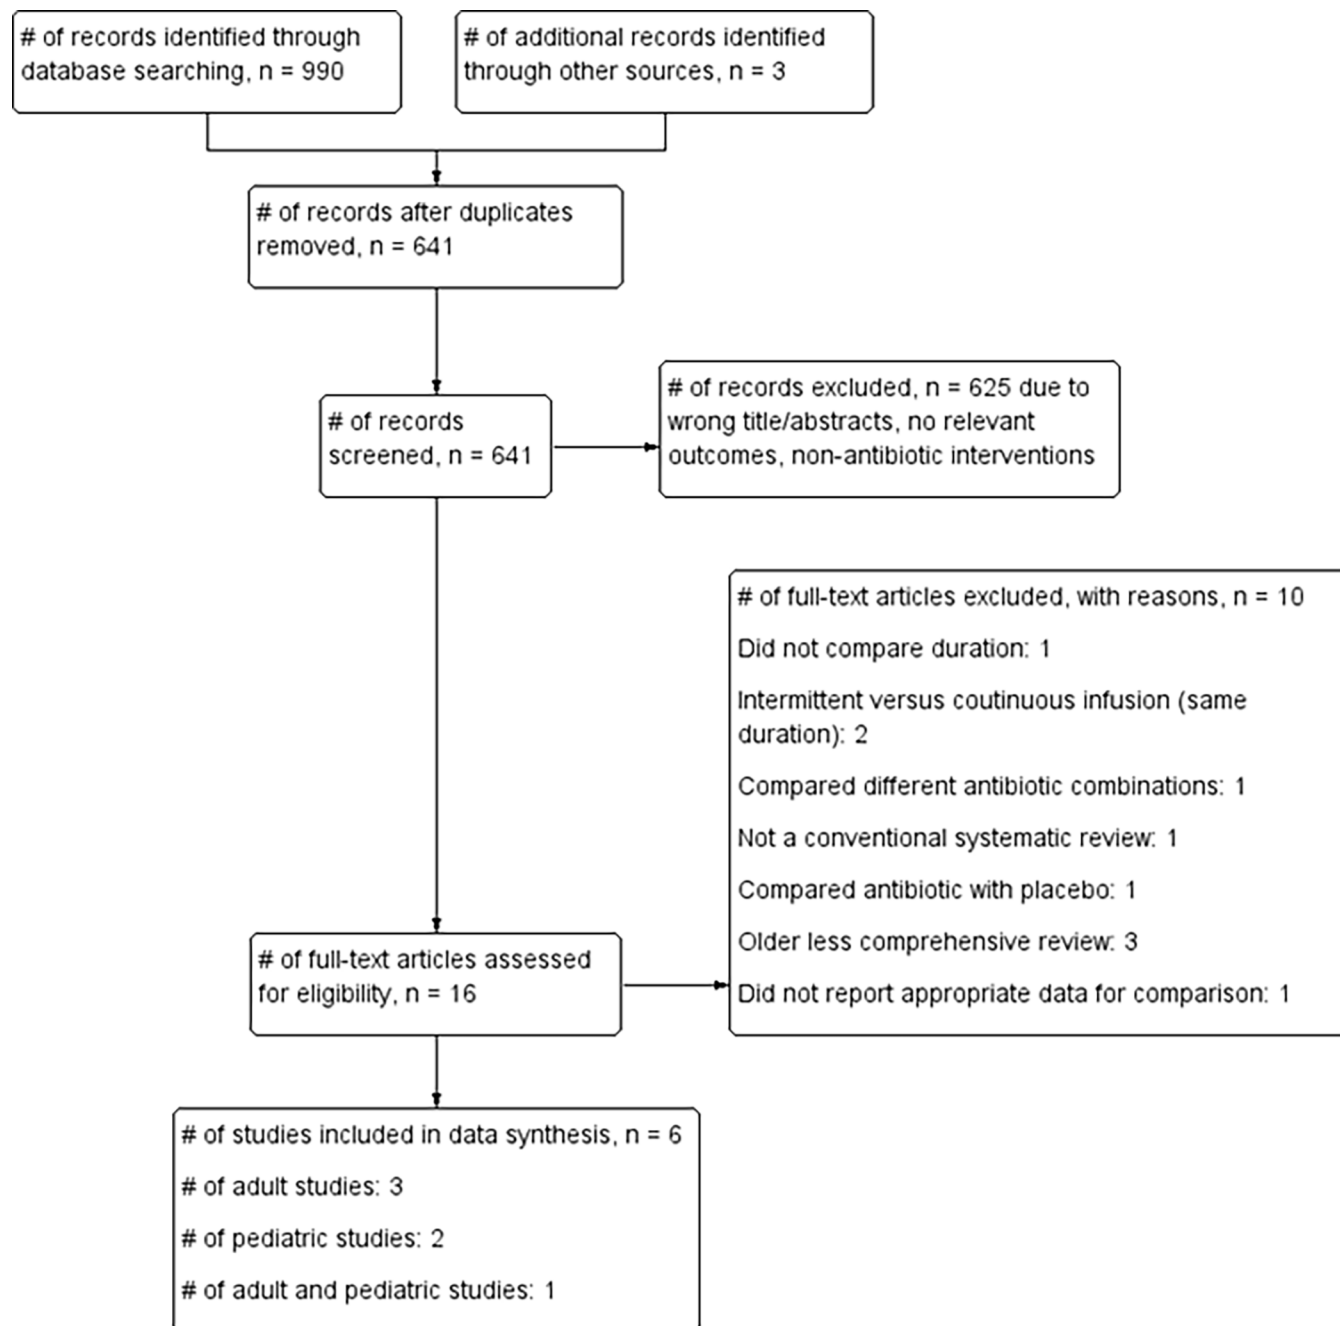 # of records identified through
database searching, n = 990
# of additional records identified
through other sources, n = 3
# of records after duplicates
removed, n = 641
# of records
screened, n = 641
# of records excluded, n = 625 due to
wrong title/abstracts, no relevant
outcomes, non-antibiotic interventions
# of full-text articles assessed
for eligibility, n = 16
# of full-text articles excluded, with reasons, n = 10
Did not compare duration: 1
Intermittent versus coutinuous infusion (same
duration): 2
Compared different antibiotic combinations: 1
Not a conventional systematic review: 1
Compared antibiotic with placebo: 1
Older less comprehensive review: 3
Did not report appropriate data for comparison: 1
# of studies included in data synthesis, n = 6
# of adult studies: 3
# of pediatric studies: 2
# of adult and pediatric studies: 1